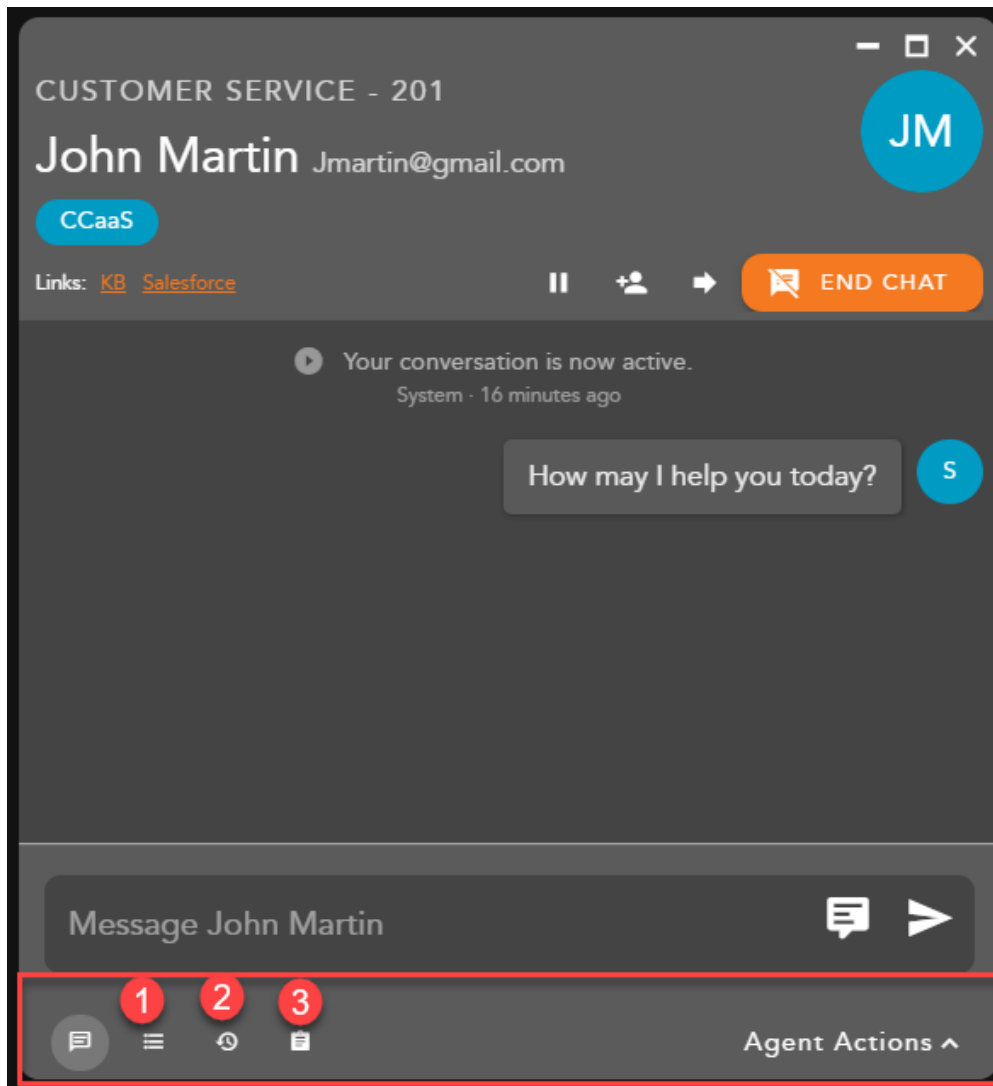 CUSTOMER SERVICE - 201
JM
John Martin Jmartin@gmail.com
CCaaS
Links: KB Salesforce
END CHAT
Your conversation is now active.
System · 16 minutes ago
How may I help you today?
S
Message John Martin
1 2 3
Agent Actions